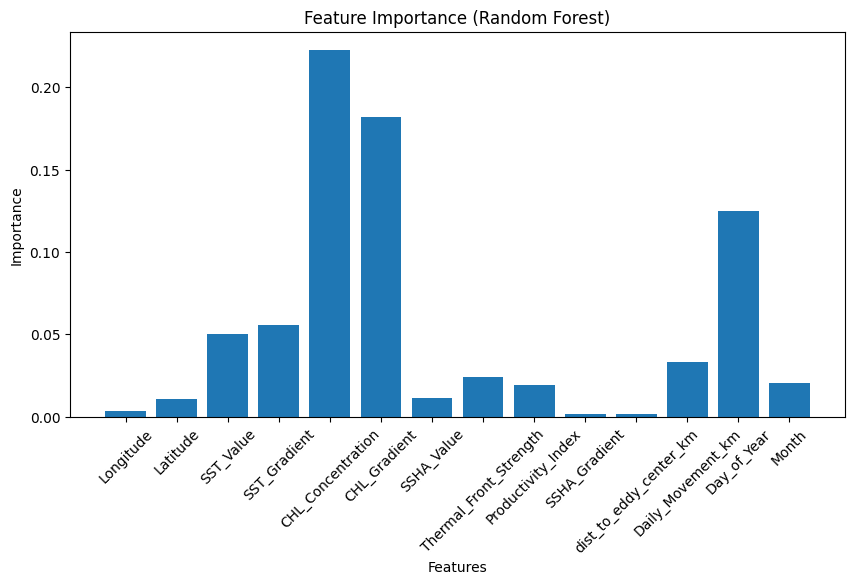 Feature Importance (Random Forest)
Importance
0.20
0.15
0.10
0.05
0.00
Longitude
Latitude
SST_Value
SST_Gradient
CHL_Concentration
CHL_Gradient
SSHA_Value
Thermal_Front_Strength
Productivity_Index
SSHA_Gradient
dist_to_eddy_center_km
Daily_Movement_km
Day_of_Year
Month
Features